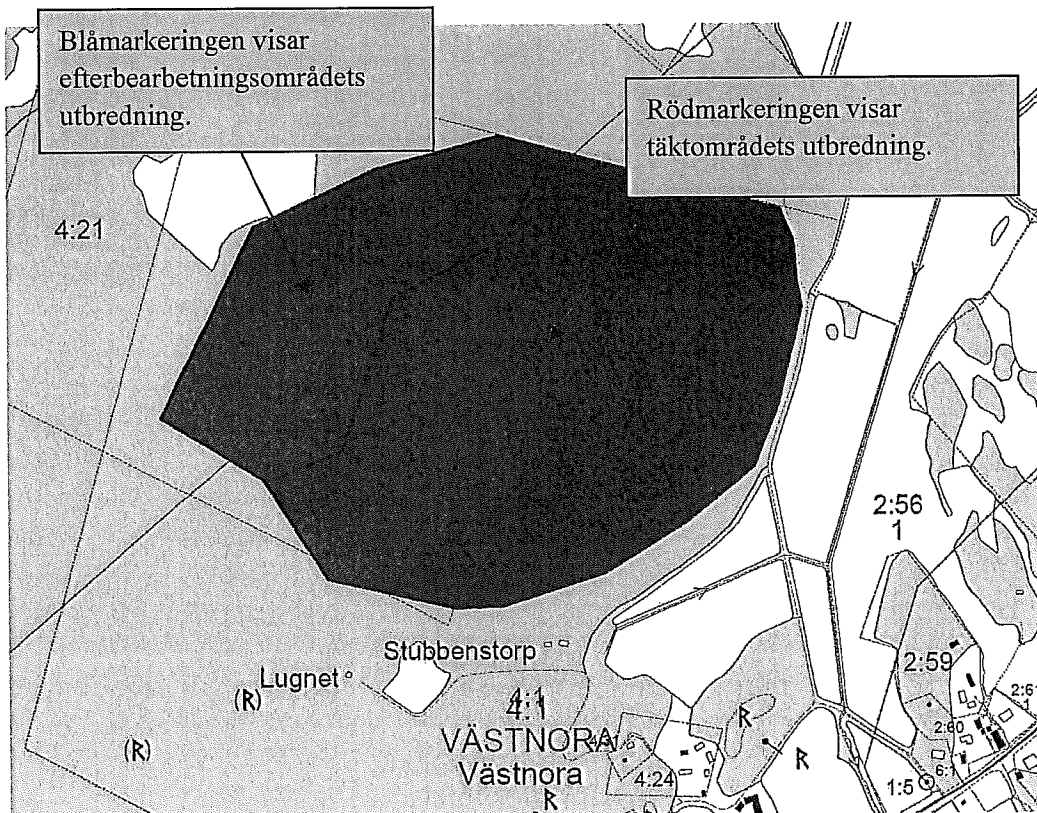 Blåmarkeringen visar
efterbearbetningsområdets
utbredning.
Rödmarkeringen visar
täktområdets utbredning.
4:21
2:56
1
Stubbenstorp
Lugnet
2:59
2:61
1
4:1
(R)
R
2:60
VÄSTNORA
(R)
R
6:1
Västnora
4:24
1:5
R